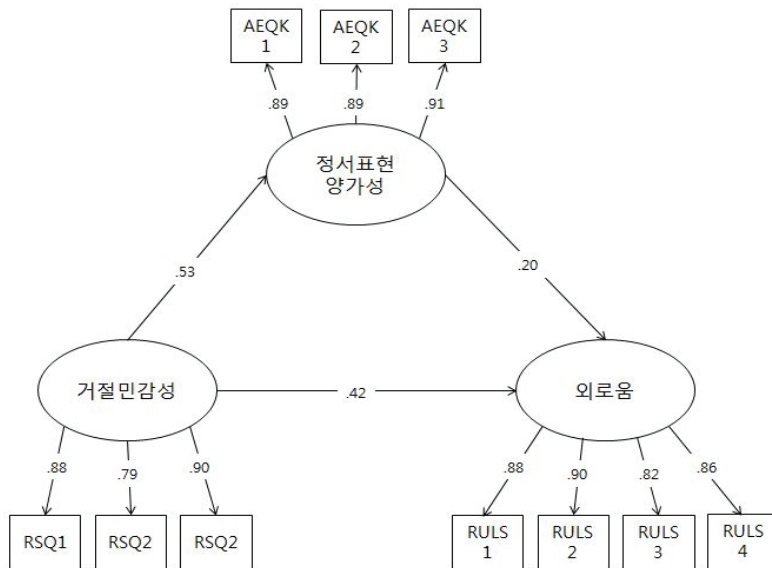 AEQK
1
AEQK
2
AEQK
3
.89
.89
.91
정서표현
양가성
.53
.20
거절민감성
.42
외로움
.88
.79
.90
.88
.90
.82
.86
RSQ1
RSQ2
RSQ2
RULS
1
RULS
2
RULS
3
RULS
4